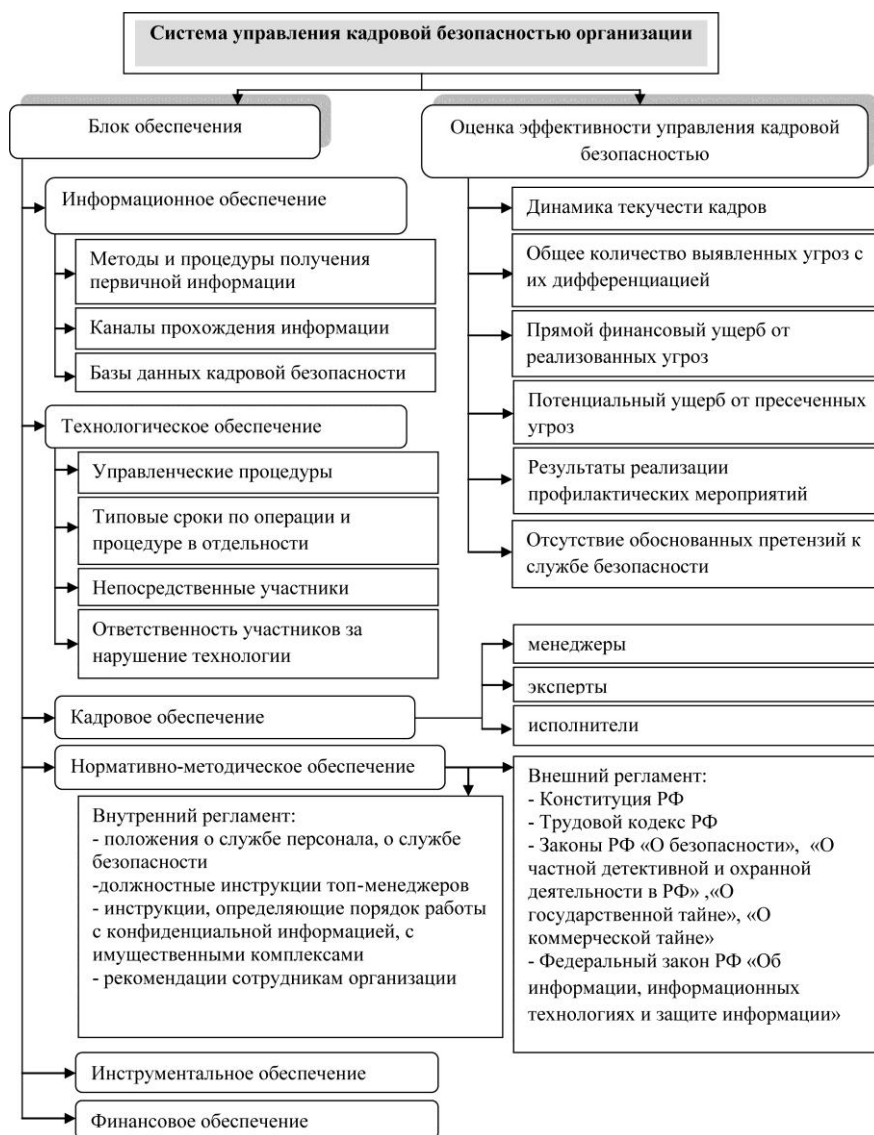 Система управления кадровой безопасностью организации
Блок обеспечения
Информационное обеспечение
Методы и процедуры получения
первичной информации
Каналы прохождения информации
Базы данных кадровой безопасности
Технологическое обеспечение
Управленческие процедуры
Типовые сроки по операции и
процедуре в отдельности
Непосредственные участники
Ответственность участников за
нарушение технологии
Кадровое обеспечение
Нормативно-методическое обеспечение
Внутренний регламент:
- положения о службе персонала, о службе
безопасности
-должностные инструкции топ-менеджеров
- инструкции, определяющие порядок работы
с конфиденциальной информацией, с
имущественными комплексами
- рекомендации сотрудникам организации
Инструментальное обеспечение
Финансовое обеспечение
Оценка эффективности управления кадровой
безопасностью
Динамика текучести кадров
Общее количество выявленных угроз с
их дифференциацией
Прямой финансовый ущерб от
реализованных угроз
Потенциальный ущерб от пресеченных
угроз
Результаты реализации
профилактических мероприятий
Отсутствие обоснованных претензий к
службе безопасности
менеджеры
эксперты
исполнители
Внешний регламент:
- Конституция РФ
- Трудовой кодекс РФ
- Законы РФ «О безопасности», «О
частной детективной и охранной
деятельности в РФ» ,«О
государственной тайне», «О
коммерческой тайне»
- Федеральный закон РФ «Об
информации, информационных
технологиях и защите информации»